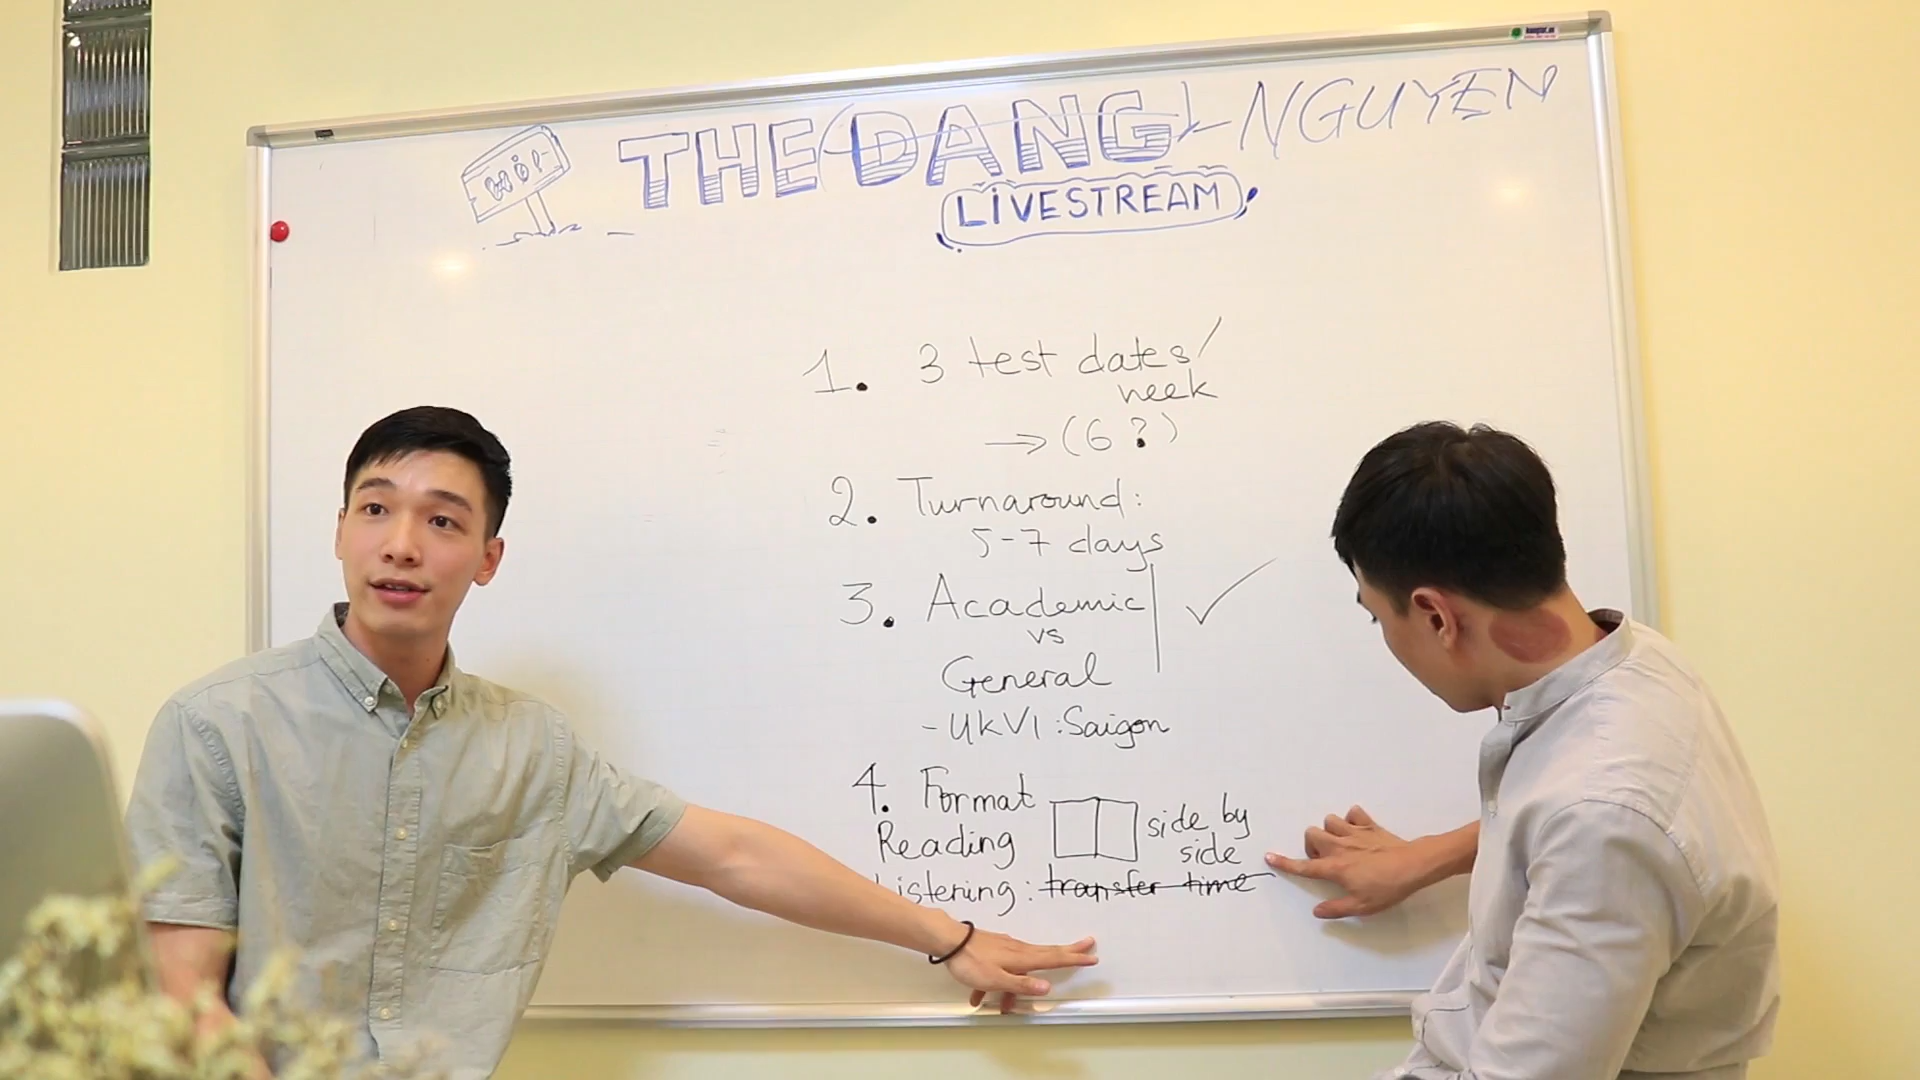 HỎI
THE DANG - NGUYEN
LIVESTREAM
1. 3 test dates/
week
→ (6?)
2. Turnaround:
5-7 days
3. Academic ✓
vs
General
- UKVI : Saigon
4. Format
Reading side by
side
Listening : transfer time